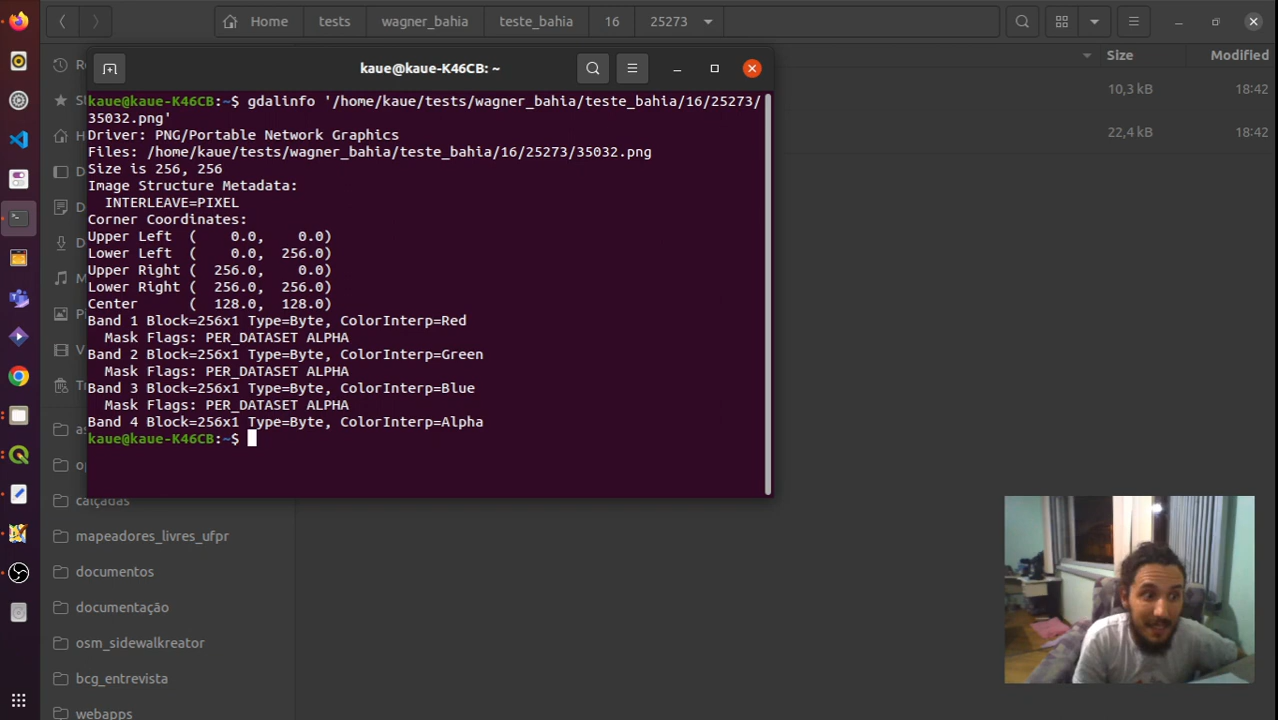 Home tests wagner_bahia teste_bahia 16 25273
Size Modified
10,3 kB 18:42
22,4 kB 18:42
kaue@kaue-K46CB: ~
kaue@kaue-K46CB:~$ gdalinfo '/home/kaue/tests/wagner_bahia/teste_bahia/16/25273/
35032.png'
Driver: PNG/Portable Network Graphics
Files: /home/kaue/tests/wagner_bahia/teste_bahia/16/25273/35032.png
Size is 256, 256
Image Structure Metadata:
  INTERLEAVE=PIXEL
Corner Coordinates:
Upper Left  (    0.0,    0.0)
Lower Left  (    0.0,  256.0)
Upper Right (  256.0,    0.0)
Lower Right (  256.0,  256.0)
Center      (  128.0,  128.0)
Band 1 Block=256x1 Type=Byte, ColorInterp=Red
  Mask Flags: PER_DATASET ALPHA
Band 2 Block=256x1 Type=Byte, ColorInterp=Green
  Mask Flags: PER_DATASET ALPHA
Band 3 Block=256x1 Type=Byte, ColorInterp=Blue
  Mask Flags: PER_DATASET ALPHA
Band 4 Block=256x1 Type=Byte, ColorInterp=Alpha
kaue@kaue-K46CB:~$
calçadas
mapeadores_livres_ufpr
documentos
documentação
osm_sidewalkreator
bcg_entrevista
webapps